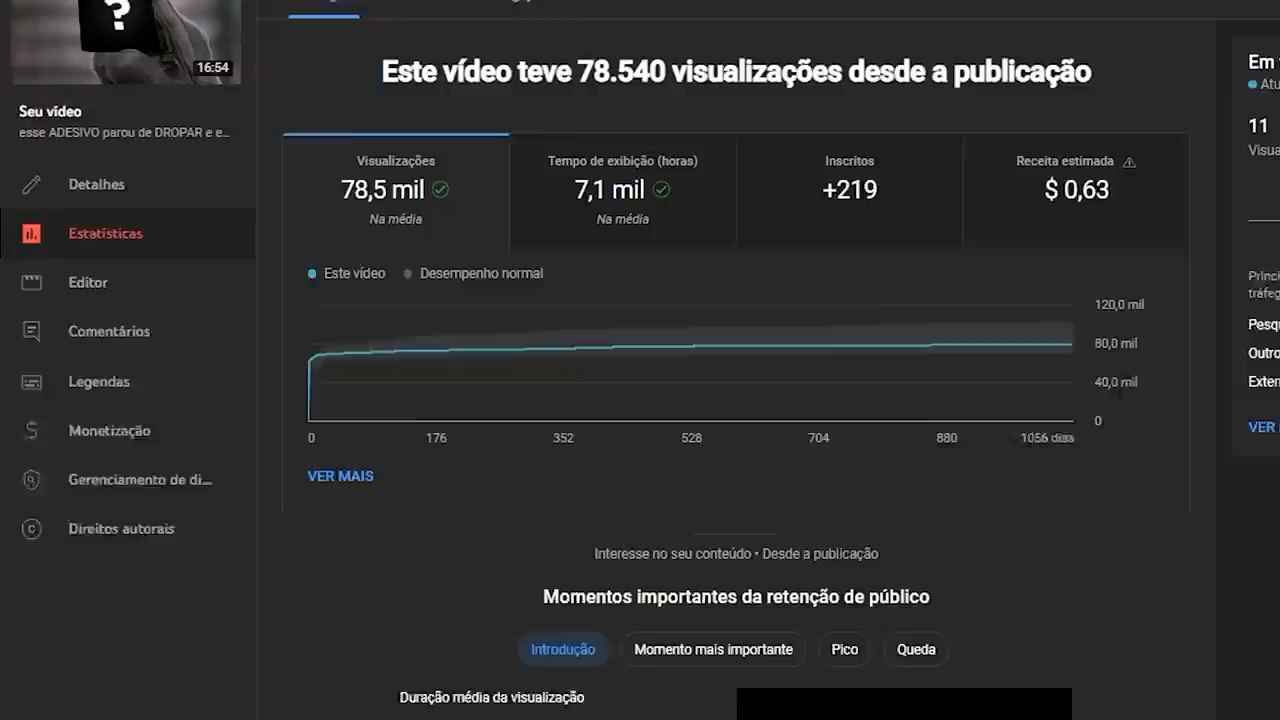 ?
16:54
Seu vídeo
esse ADESIVO parou de DROPAR e e...
Detalhes
Estatísticas
Editor
Comentários
Legendas
Monetização
Gerenciamento de di...
Direitos autorais
Este vídeo teve 78.540 visualizações desde a publicação
Visualizações
78,5 mil
Na média
Tempo de exibição (horas)
7,1 mil
Na média
Inscritos
+219
Receita estimada
$ 0,63
Este vídeo
Desempenho normal
120,0 mil
80,0 mil
40,0 mil
0
0 176 352 528 704 880 1056 dias
VER MAIS
Interesse no seu conteúdo • Desde a publicação
Momentos importantes da retenção de público
Introdução
Momento mais importante
Pico
Queda
Duração média da visualização
Em
Atu
11
Visua
Princi
tráfeg
Pesqu
Outro
Exter
VER